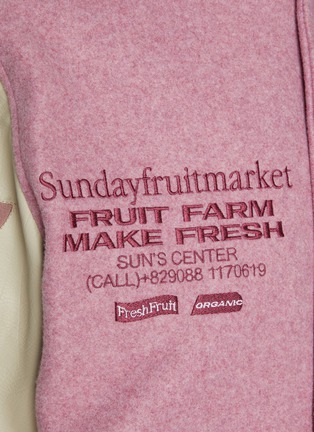 Sundayfruitmarket
FRUIT FARM
MAKE FRESH
SUN'S CENTER
(CALL)+829088 1170619
FreshFruit
ORGANIC